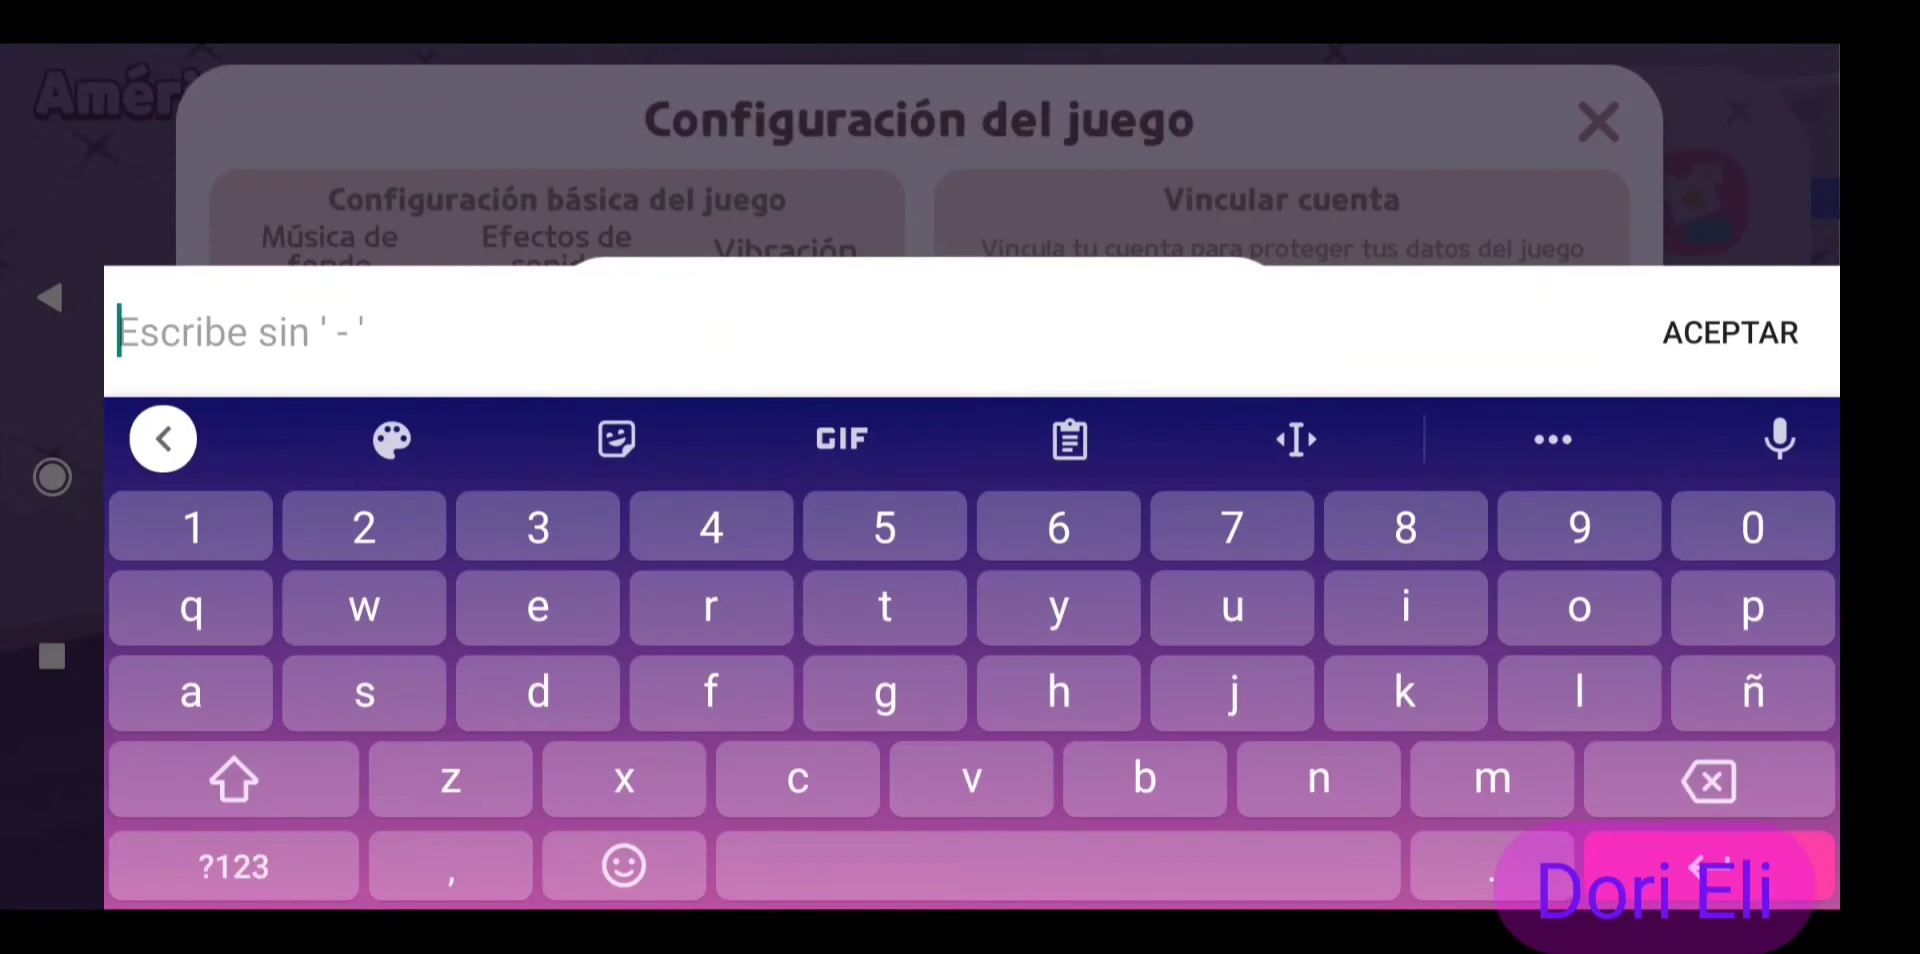 Améri
Configuración del juego
Configuración básica del juego
Vincular cuenta
Música de fondo
Efectos de
Vibración
Vincula tu cuenta para proteger tus datos del juego
Escribe sin ' - '
ACEPTAR
GIF
1 2 3 4 5 6 7 8 9 0
q w e r t y u i o p
a s d f g h j k l ñ
z x c v b n m
?123 , .
Dori Eli